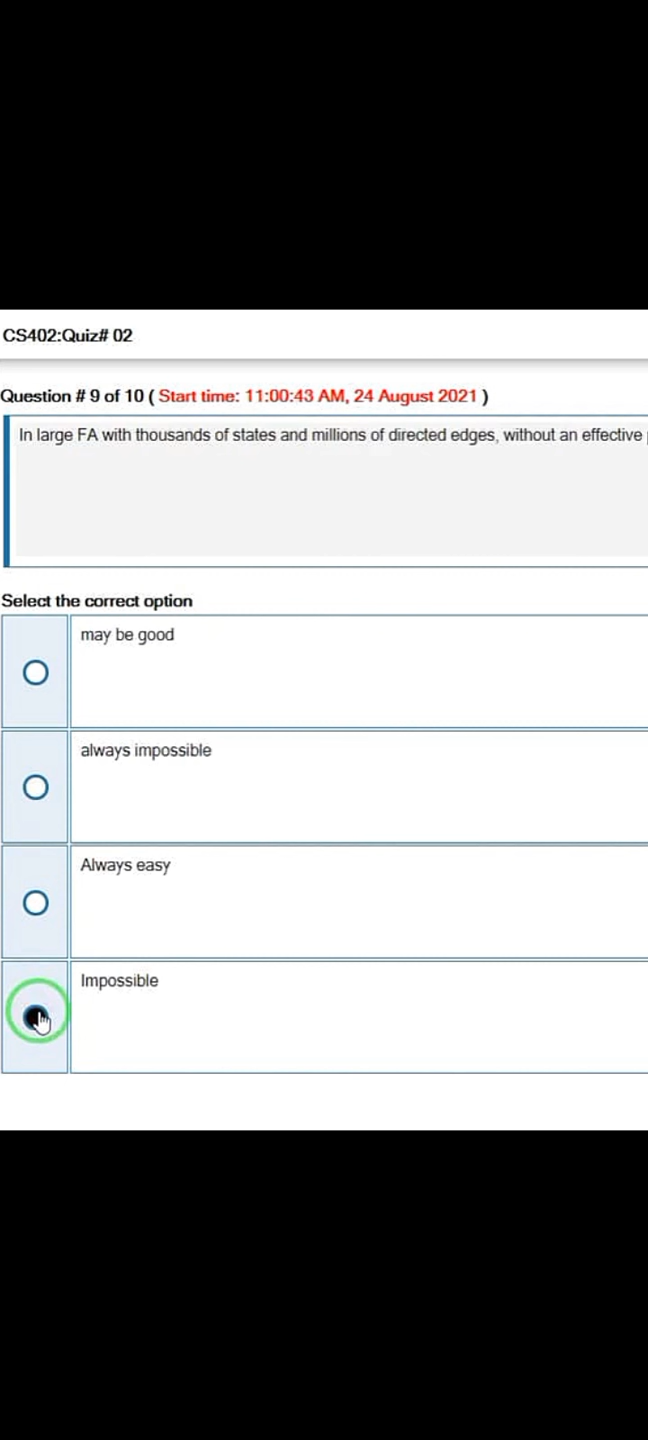 CS402:Quiz# 02
Question # 9 of 10 ( Start time: 11:00:43 AM, 24 August 2021 )
In large FA with thousands of states and millions of directed edges, without an effective
Select the correct option
may be good
always impossible
Always easy
Impossible